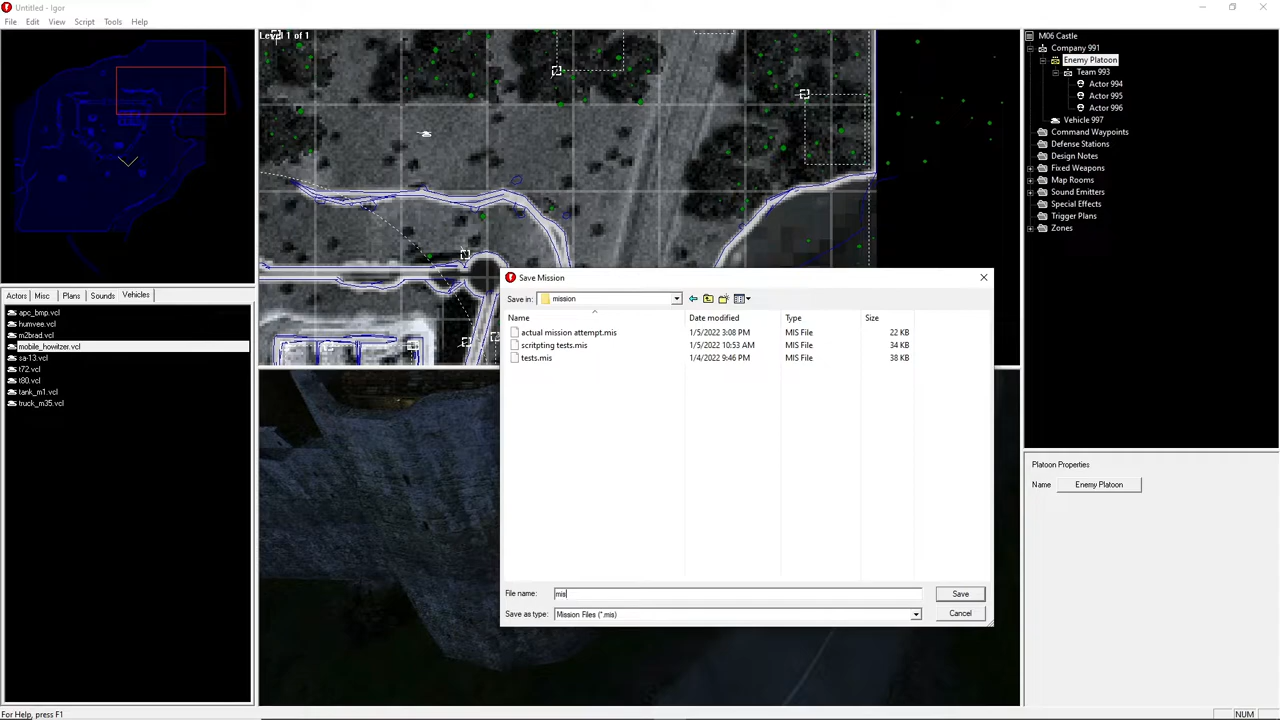 Untitled - Igor
File Edit View Script Tools Help
Level 1 of 1
Actors Misc Plans Sounds Vehicles
apo_bmp.vcl
humvee.vcl
m2brad.vcl
mobile_howitzer.vcl
sa-13.vcl
t72.vcl
t80.vcl
tank_m1.vcl
truck_m35.vcl
M06 Castle
Company 991
Enemy Platoon
Team 993
Actor 994
Actor 995
Actor 996
Vehicle 997
Command Waypoints
Defense Stations
Design Notes
Fixed Weapons
Map Rooms
Sound Emitters
Special Effects
Trigger Plans
Zones
Platoon Properties
Name Enemy Platoon
Save Mission
Save in: mission
Name Date modified Type Size
actual mission attempt.mis 1/5/2022 3:08 PM MIS File 22 KB
scritpting tests.mis 1/5/2022 10:53 AM MIS File 34 KB
tests.mis 1/4/2022 9:46 PM MIS File 38 KB
File name: mis Save
Save as type: Mission Files (*.mis) Cancel
For Help, press F1
NUM